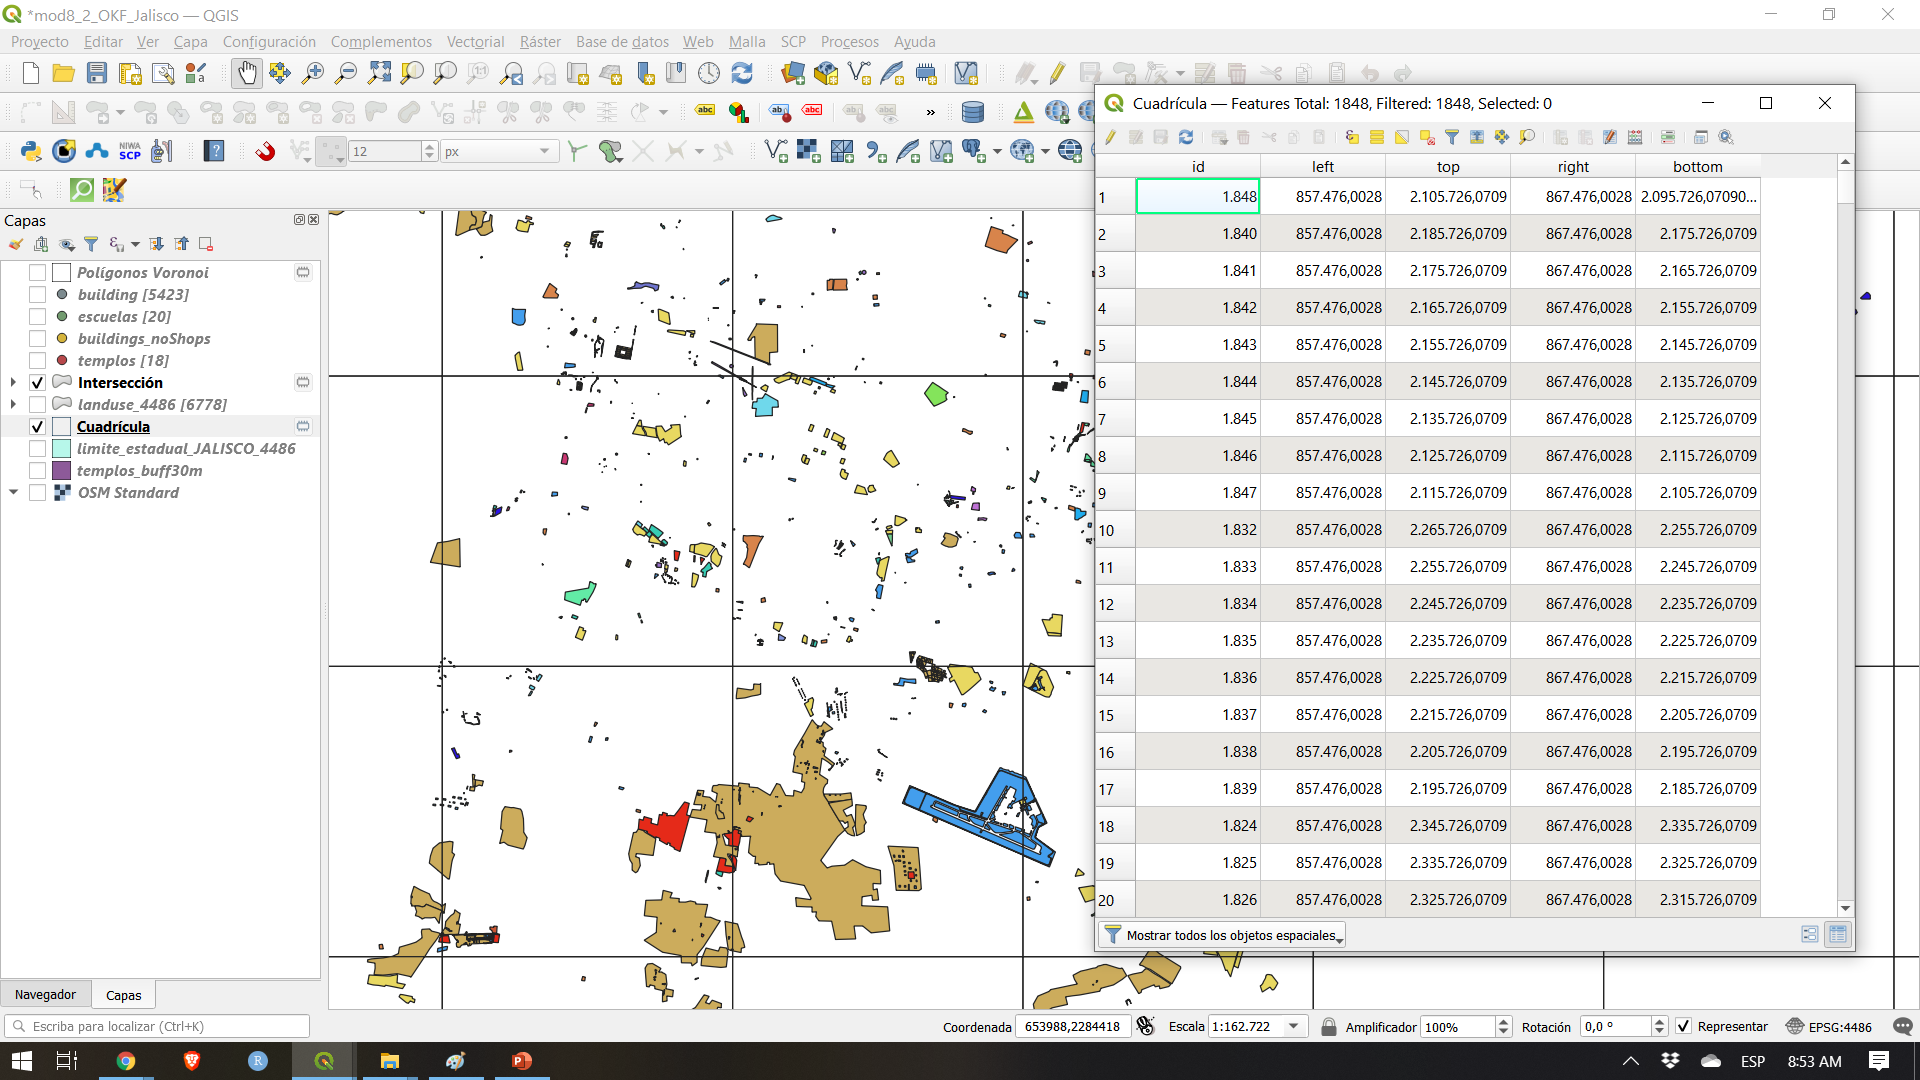 *mod8_2_OKF_Jalisco — QGIS
Proyecto Editar Ver Capa Configuración Complementos Vectorial Ráster Base de datos Web Malla SCP Procesos Ayuda
abc abc abc »
NIWA
SCP ? 12 px
Capas
Polígonos Voronoi
building [5423]
escuelas [20]
buildings_noShops
templos [18]
Intersección
landuse_4486 [6778]
Cuadrícula
limite_estadual_JALISCO_4486
templos_buff30m
OSM Standard
Navegador Capas
Cuadrícula — Features Total: 1848, Filtered: 1848, Selected: 0
id left top right bottom
1 1.848 857.476,0028 2.105.726,0709 867.476,0028 2.095.726,07090...
2 1.840 857.476,0028 2.185.726,0709 867.476,0028 2.175.726,0709
3 1.841 857.476,0028 2.175.726,0709 867.476,0028 2.165.726,0709
4 1.842 857.476,0028 2.165.726,0709 867.476,0028 2.155.726,0709
5 1.843 857.476,0028 2.155.726,0709 867.476,0028 2.145.726,0709
6 1.844 857.476,0028 2.145.726,0709 867.476,0028 2.135.726,0709
7 1.845 857.476,0028 2.135.726,0709 867.476,0028 2.125.726,0709
8 1.846 857.476,0028 2.125.726,0709 867.476,0028 2.115.726,0709
9 1.847 857.476,0028 2.115.726,0709 867.476,0028 2.105.726,0709
10 1.832 857.476,0028 2.265.726,0709 867.476,0028 2.255.726,0709
11 1.833 857.476,0028 2.255.726,0709 867.476,0028 2.245.726,0709
12 1.834 857.476,0028 2.245.726,0709 867.476,0028 2.235.726,0709
13 1.835 857.476,0028 2.235.726,0709 867.476,0028 2.225.726,0709
14 1.836 857.476,0028 2.225.726,0709 867.476,0028 2.215.726,0709
15 1.837 857.476,0028 2.215.726,0709 867.476,0028 2.205.726,0709
16 1.838 857.476,0028 2.205.726,0709 867.476,0028 2.195.726,0709
17 1.839 857.476,0028 2.195.726,0709 867.476,0028 2.185.726,0709
18 1.824 857.476,0028 2.345.726,0709 867.476,0028 2.335.726,0709
19 1.825 857.476,0028 2.335.726,0709 867.476,0028 2.325.726,0709
20 1.826 857.476,0028 2.325.726,0709 867.476,0028 2.315.726,0709
Mostrar todos los objetos espaciales
Escriba para localizar (Ctrl+K) Coordenada 653988,2284418 Escala 1:162.722 Amplificador 100% Rotación 0,0 º Representar EPSG:4486
ESP 8:53 AM